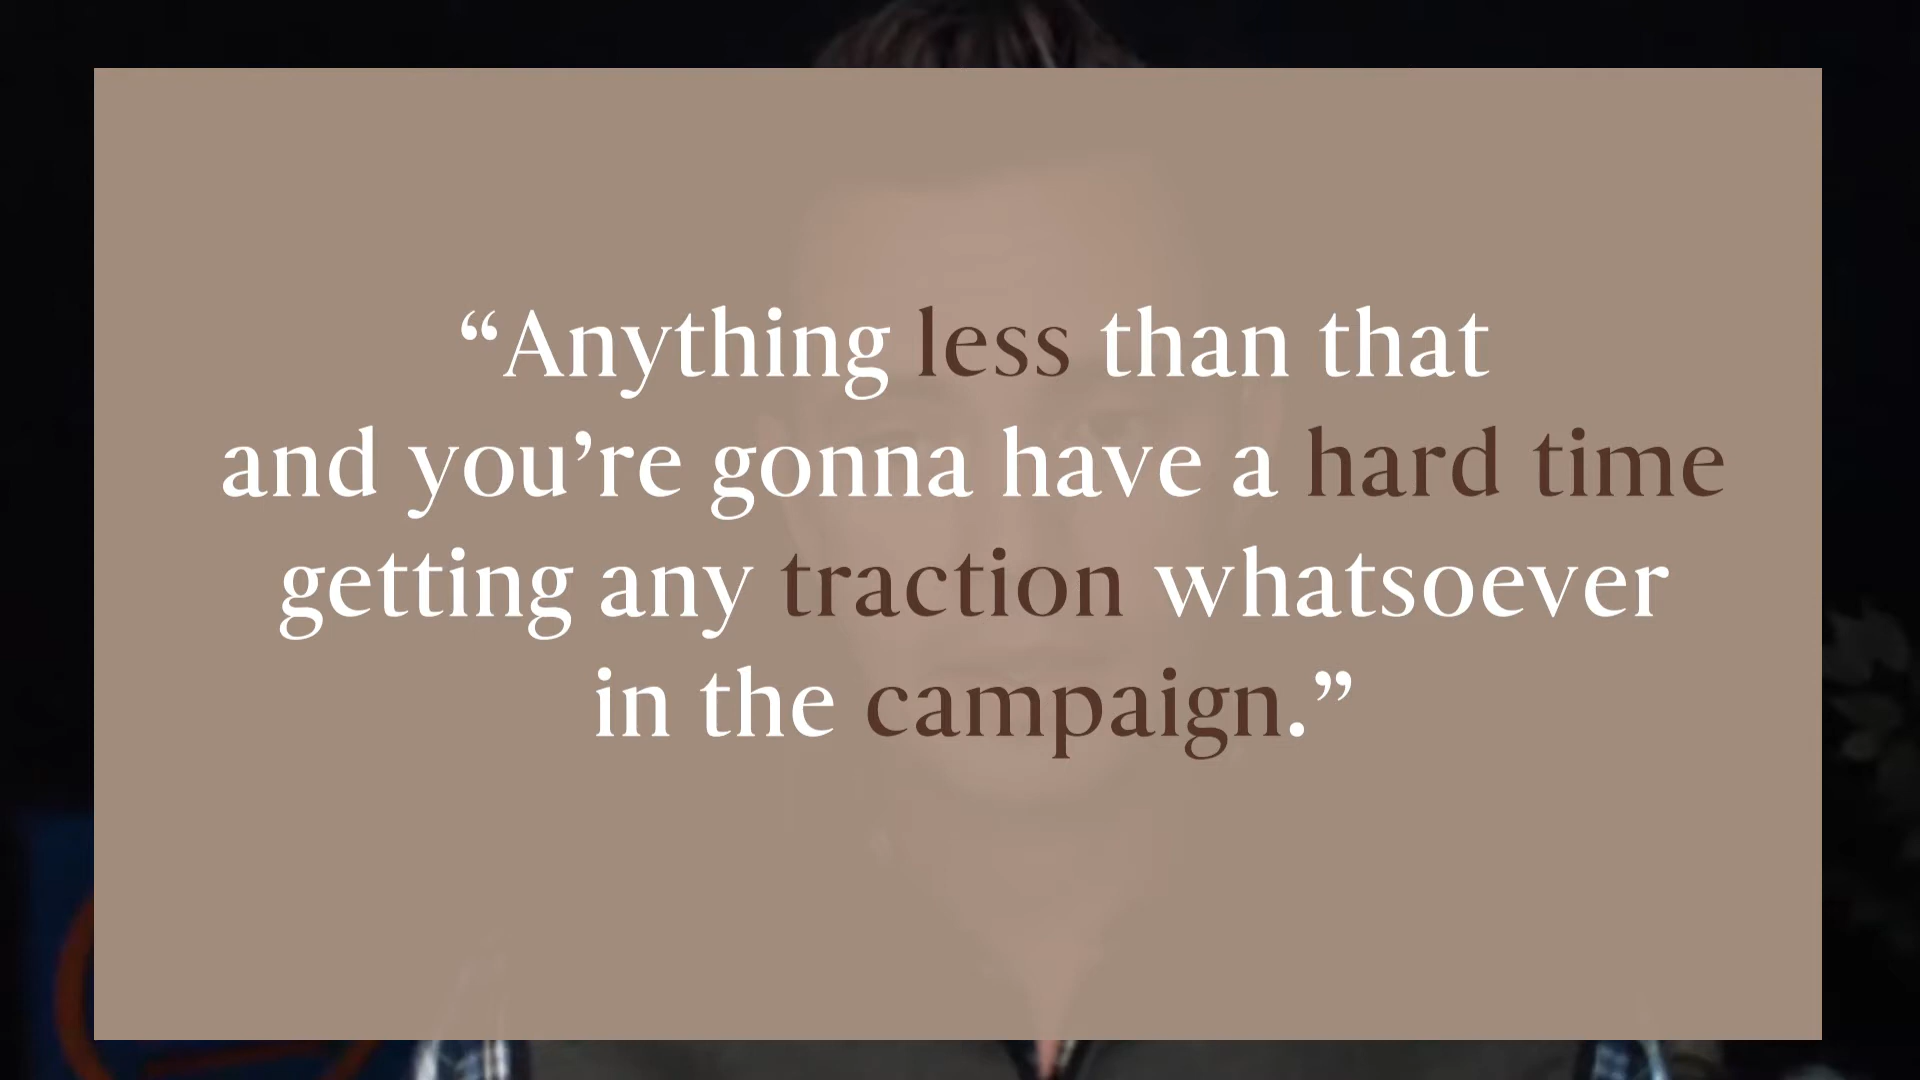 “Anything less than that
and you’re gonna have a hard time
getting any traction whatsoever
in the campaign.”